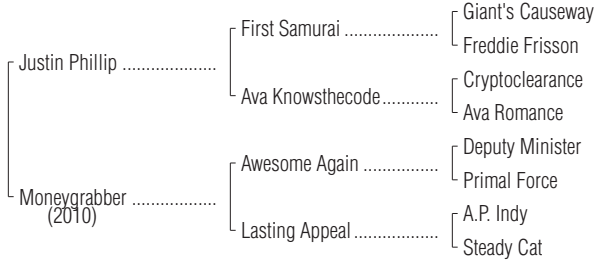 Giant's Causeway
First Samurai ....................
Freddie Frisson
Justin Phillip ....................
Cryptoclearance
Ava Knowsthecode............
Ava Romance
Deputy Minister
Awesome Again ................
Primal Force
Moneygrabber ..................
(2010)
A.P. Indy
Lasting Appeal..................
Steady Cat